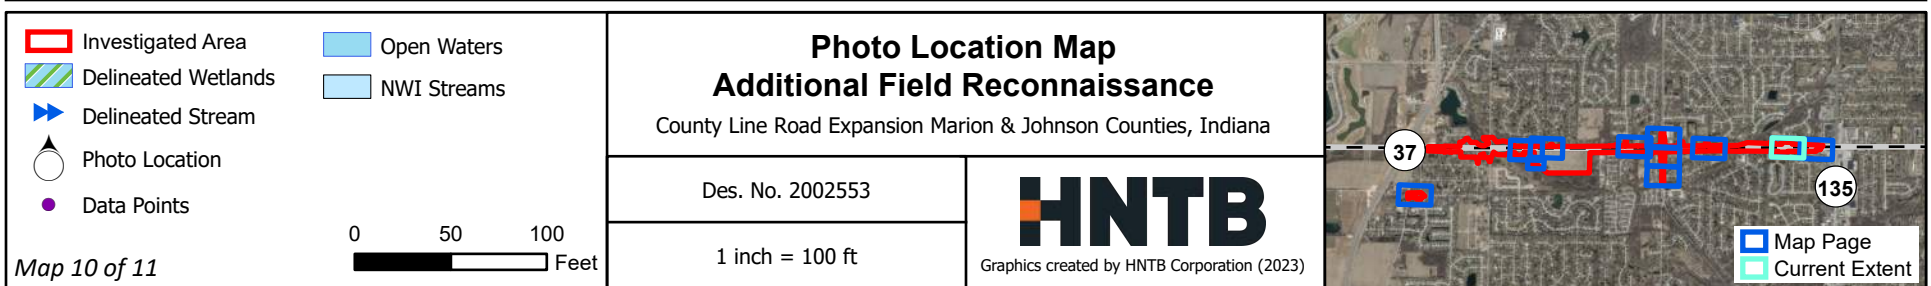 Investigated Area
Delineated Wetlands
Delineated Stream
Photo Location
Data Points
Open Waters
NWI Streams
Map 10 of 11
0 50 100
Feet
Photo Location Map
Additional Field Reconnaissance
County Line Road Expansion Marion & Johnson Counties, Indiana
Des. No. 2002553
1 inch = 100 ft
HNTB
Graphics created by HNTB Corporation (2023)
37
135
Map Page
Current Extent